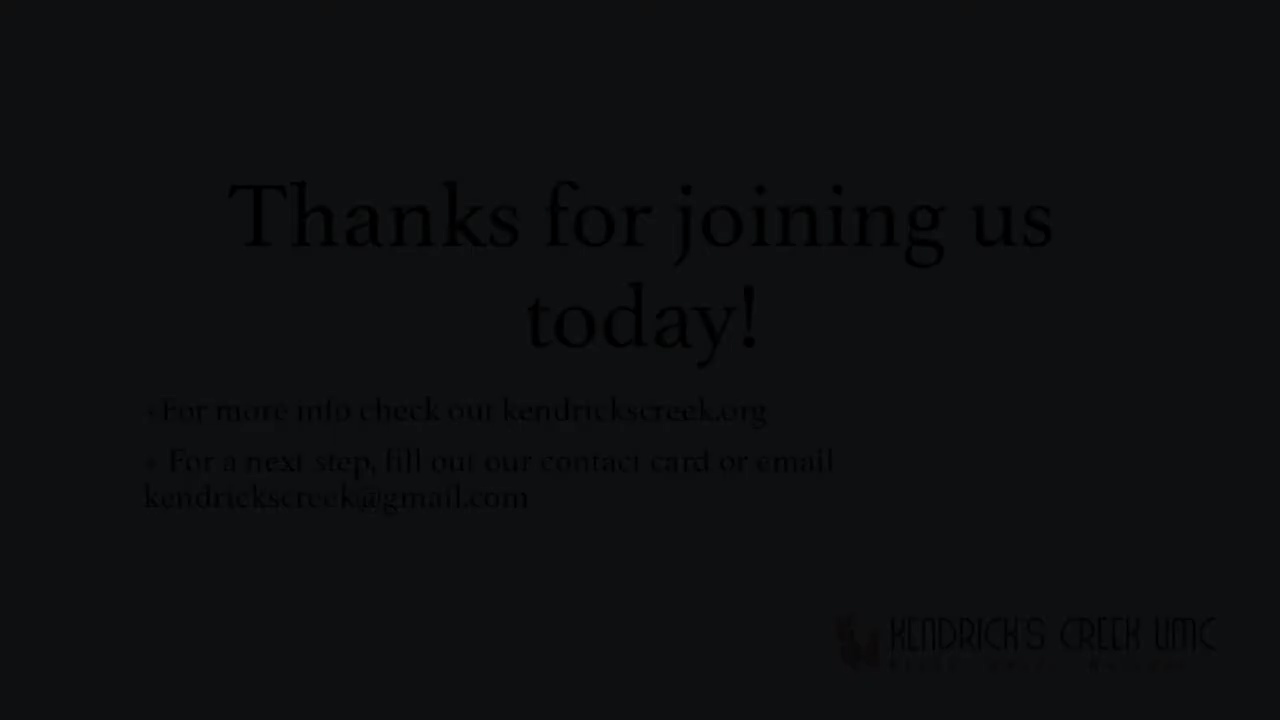 Thanks for joining us
today!
•For more info check out kendrickscreek.org
• For a next step, fill out our contact card or email
kendrickscreek@gmail.com
KENDRICK'S CREEK UMC